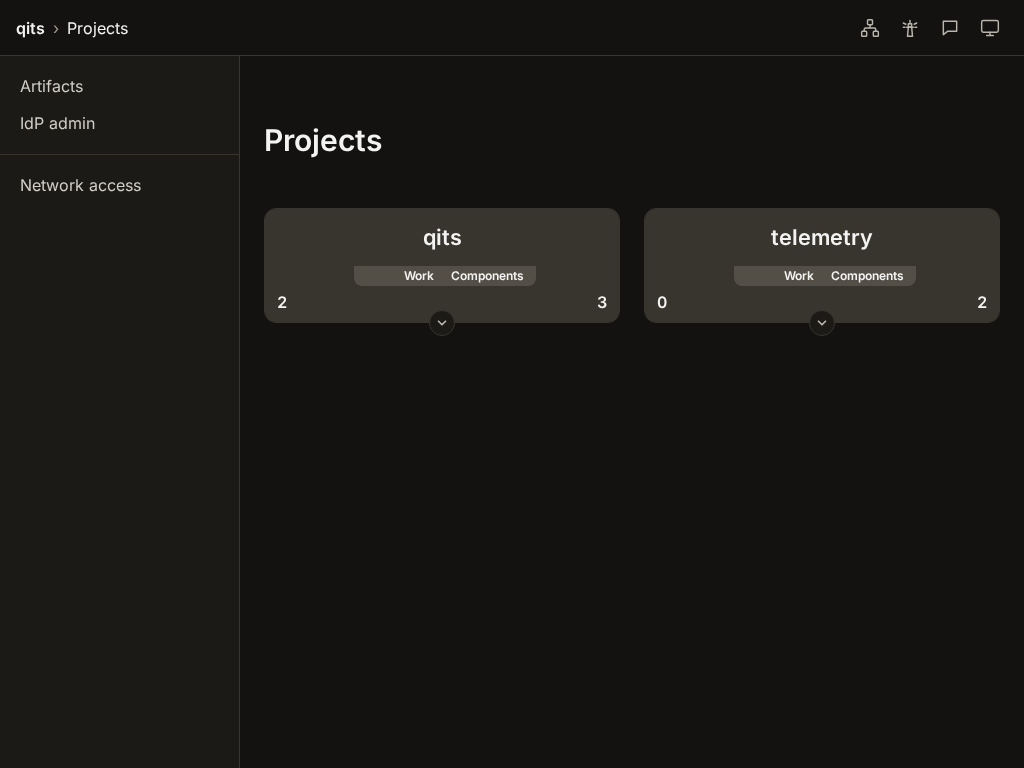 qits › Projects
Artifacts
IdP admin
Network access
Projects
qits
Work Components
2 3
telemetry
Work Components
0 2